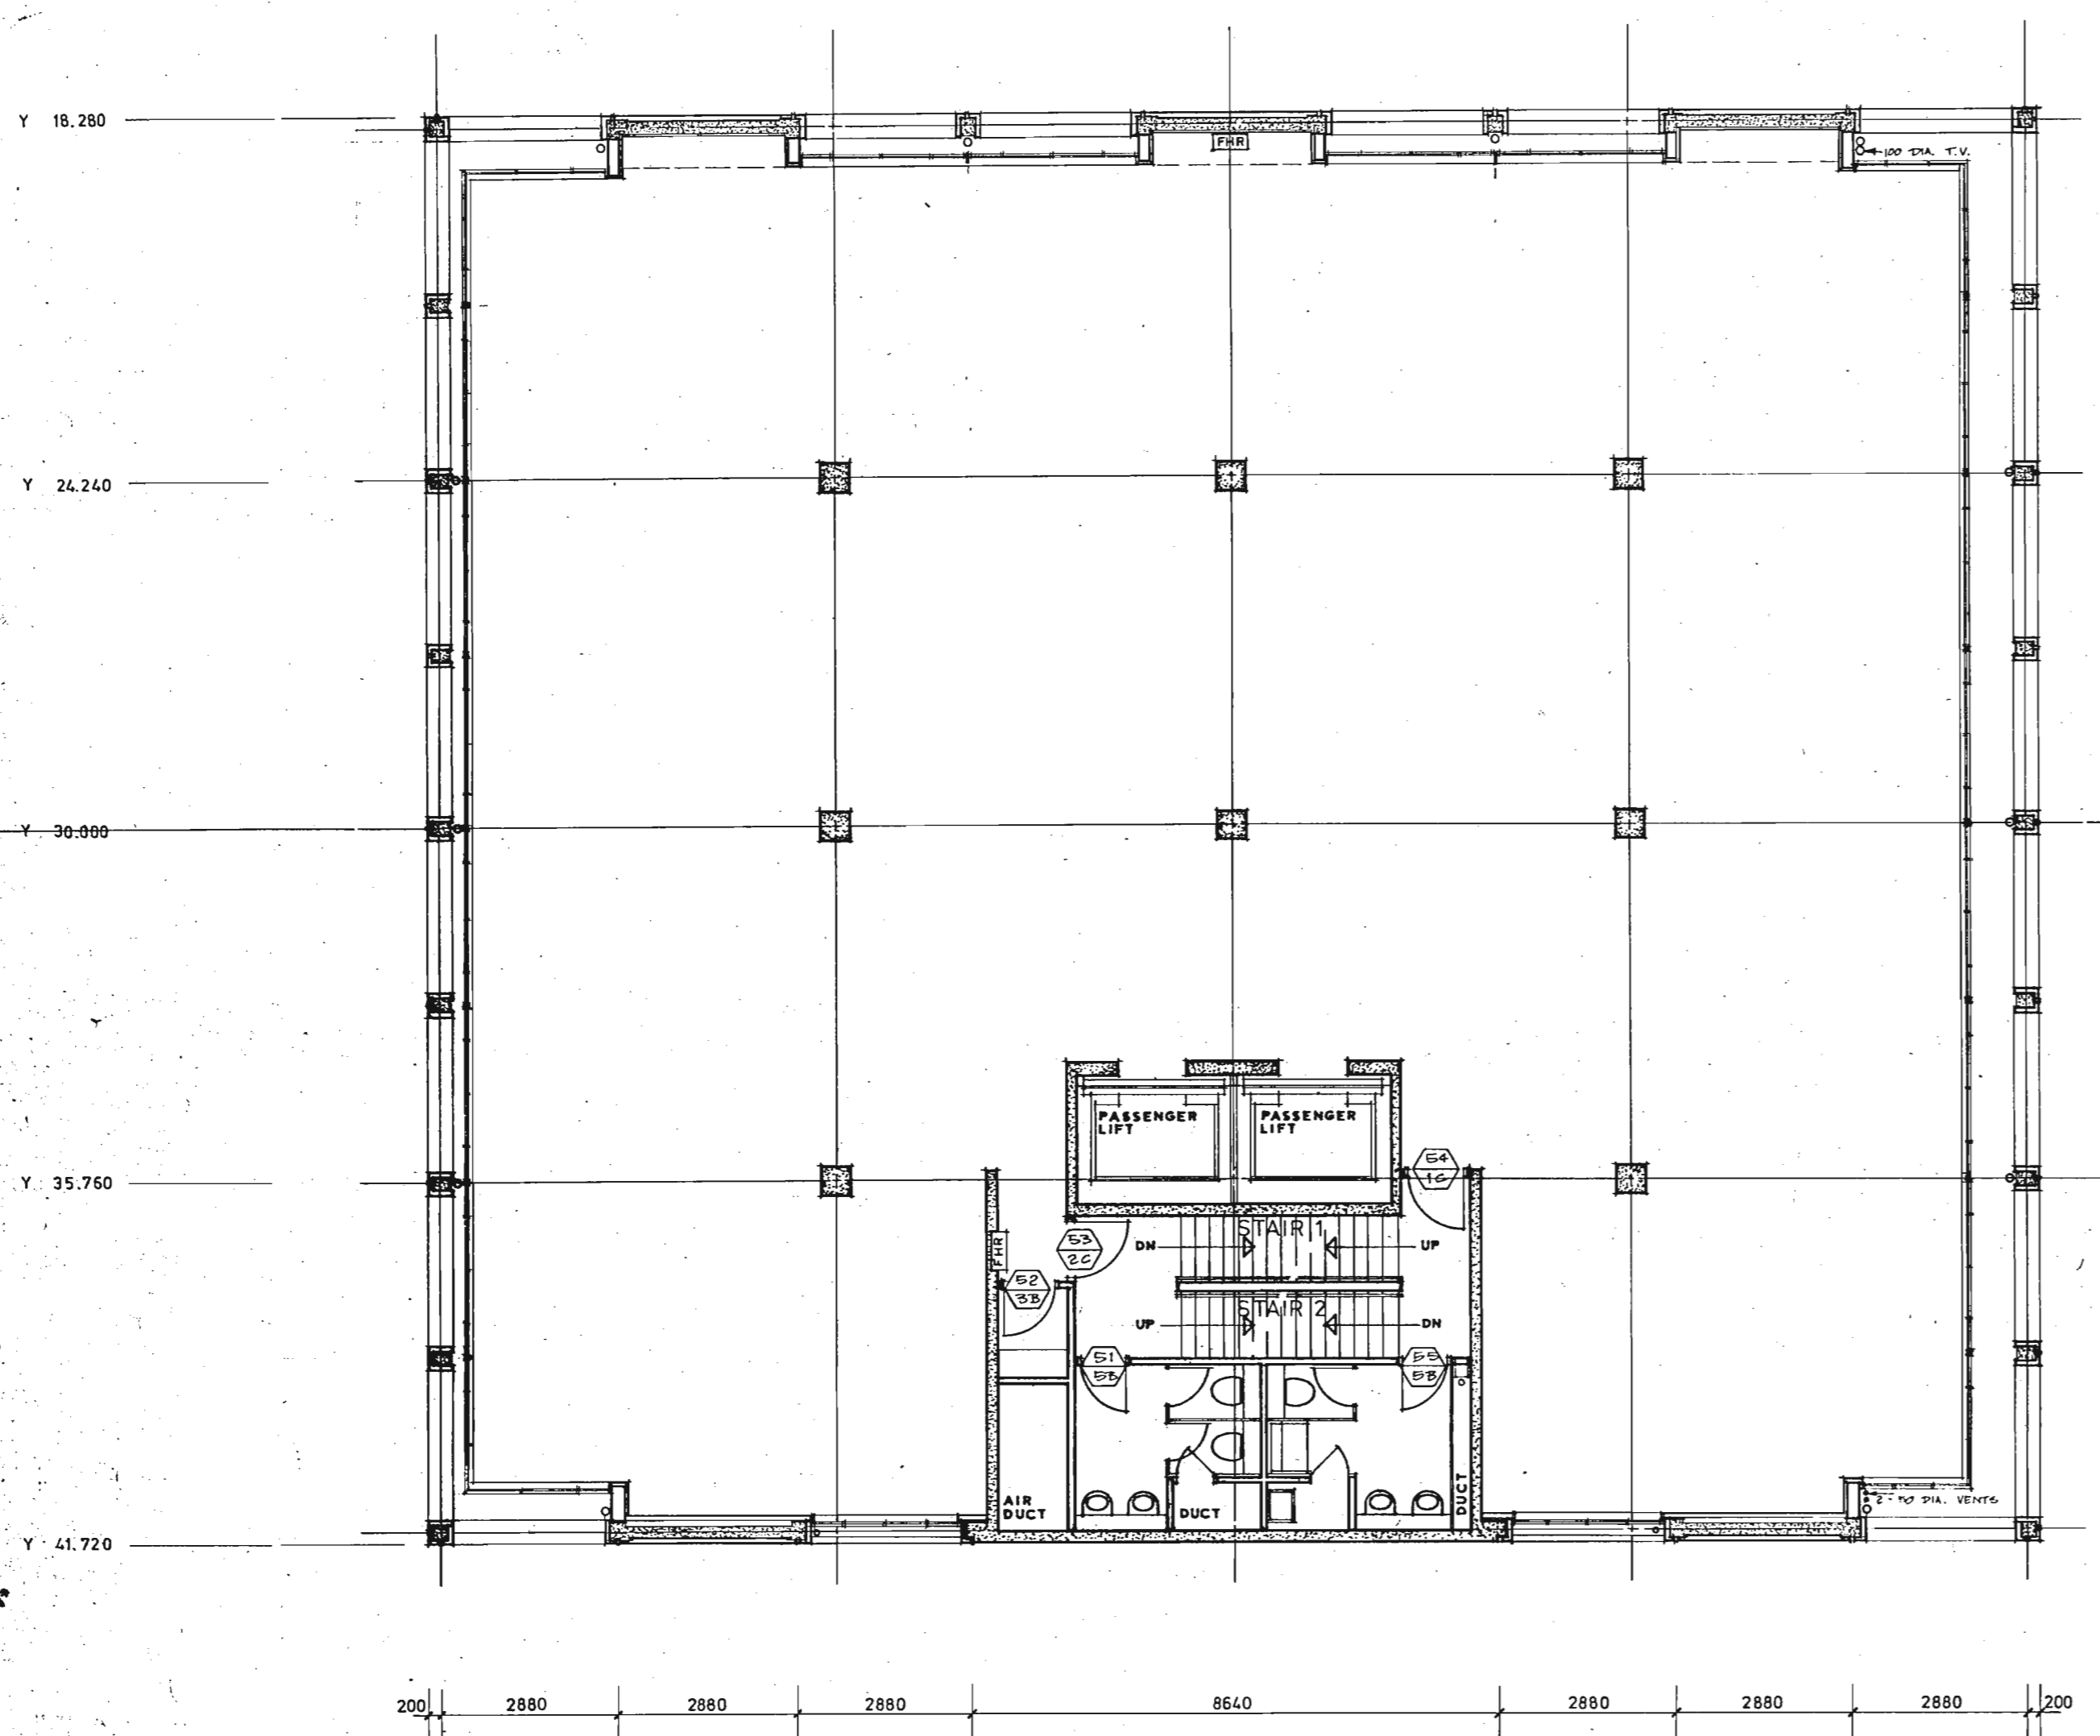 Y 18.280
FHR
100 DIA. T.V.
Y 24.240
Y 30.000
PASSENGER
LIFT
PASSENGER
LIFT
54
1C
Y 35.760
STAIR 1
53
2C
DN
UP
FHR
52
3B
STAIR 2
UP
DN
51
5B
55
5B
AIR
DUCT
DUCT
DUCT
2-50 DIA. VENTS
Y 41.720
200
2880
2880
2880
8640
2880
2880
2880
200